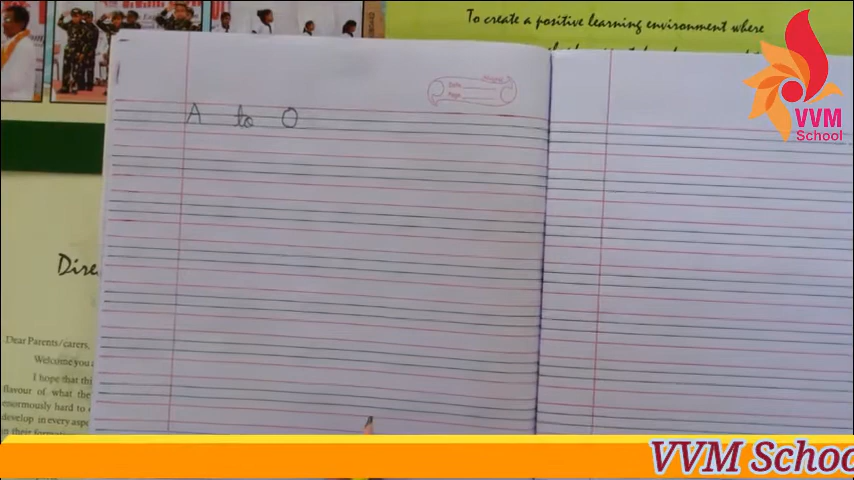 To create a positive learning environment where
VVM
School
Date
Page
A to O
Dire
Dear Parents/carers,
Welcome you
I hope that thi
flavour of what the
enormously hard to
develop in every aspe
in their form
VVM Schoo